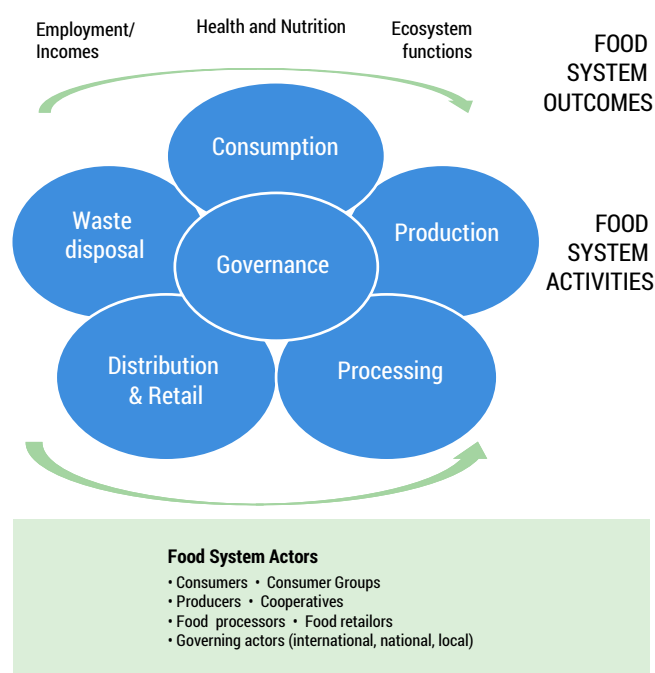 Employment/
Incomes
Health and Nutrition
Ecosystem
functions
FOOD
SYSTEM
OUTCOMES
Consumption
Waste
disposal
Production
Governance
FOOD
SYSTEM
ACTIVITIES
Distribution
& Retail
Processing
Food System Actors
• Consumers • Consumer Groups
• Producers • Cooperatives
• Food processors • Food retailors
• Governing actors (international, national, local)